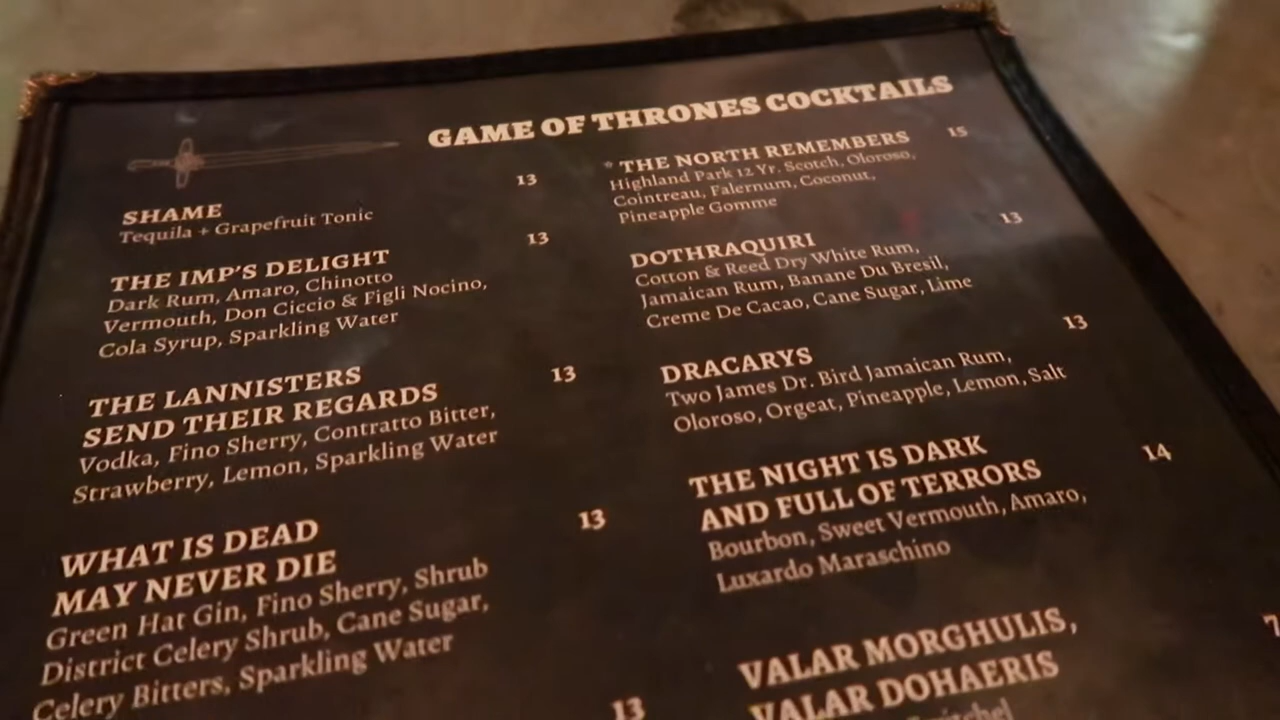 GAME OF THRONES COCKTAILS
SHAME 13
Tequila + Grapefruit Tonic
THE IMP'S DELIGHT 13
Dark Rum, Amaro, Chinotto
Vermouth, Don Ciccio & Figli Nocino,
Cola Syrup, Sparkling Water
THE LANNISTERS
SEND THEIR REGARDS 13
Vodka, Fino Sherry, Contratto Bitter,
Strawberry, Lemon, Sparkling Water
WHAT IS DEAD
MAY NEVER DIE 13
Green Hat Gin, Fino Sherry, Shrub
District Celery Shrub, Cane Sugar,
Celery Bitters, Sparkling Water
13
* THE NORTH REMEMBERS 15
Highland Park 12 Yr. Scotch, Oloroso,
Cointreau, Falernum, Coconut,
Pineapple Gomme
DOTHRAQUIRI 13
Cotton & Reed Dry White Rum,
Jamaican Rum, Banane Du Bresil,
Creme De Cacao, Cane Sugar, Lime
DRACARYS 13
Two James Dr. Bird Jamaican Rum,
Oloroso, Orgeat, Pineapple, Lemon, Salt
THE NIGHT IS DARK
AND FULL OF TERRORS 14
Bourbon, Sweet Vermouth, Amaro,
Luxardo Maraschino
VALAR MORGHULIS,
VALAR DOHAERIS